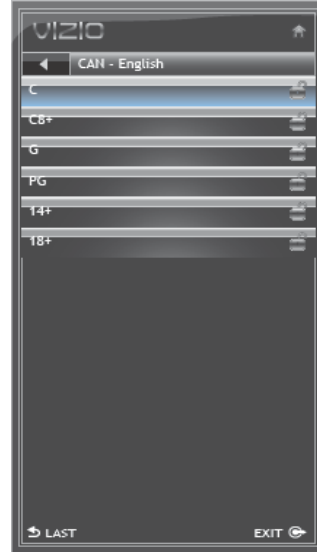 VIZIO
CAN - English
C
C8+
G
PG
14+
18+
LAST EXIT